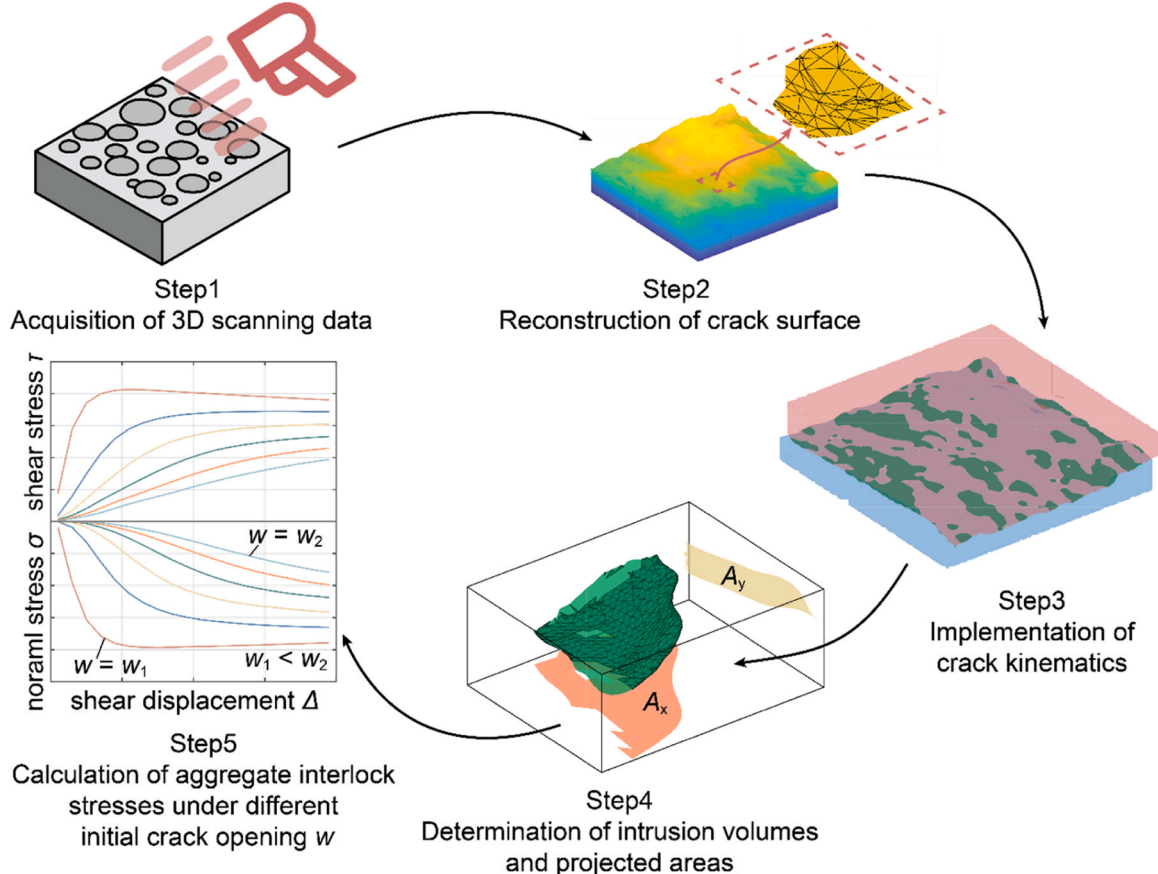 Step1
Acquisition of 3D scanning data
Step2
Reconstruction of crack surface
Step3
Implementation of
crack kinematics
A_y
A_x
Step4
Determination of intrusion volumes
and projected areas
shear stress τ
noraml stress σ
w = w₂
w = w₁
w₁ < w₂
shear displacement Δ
Step5
Calculation of aggregate interlock
stresses under different
initial crack opening w